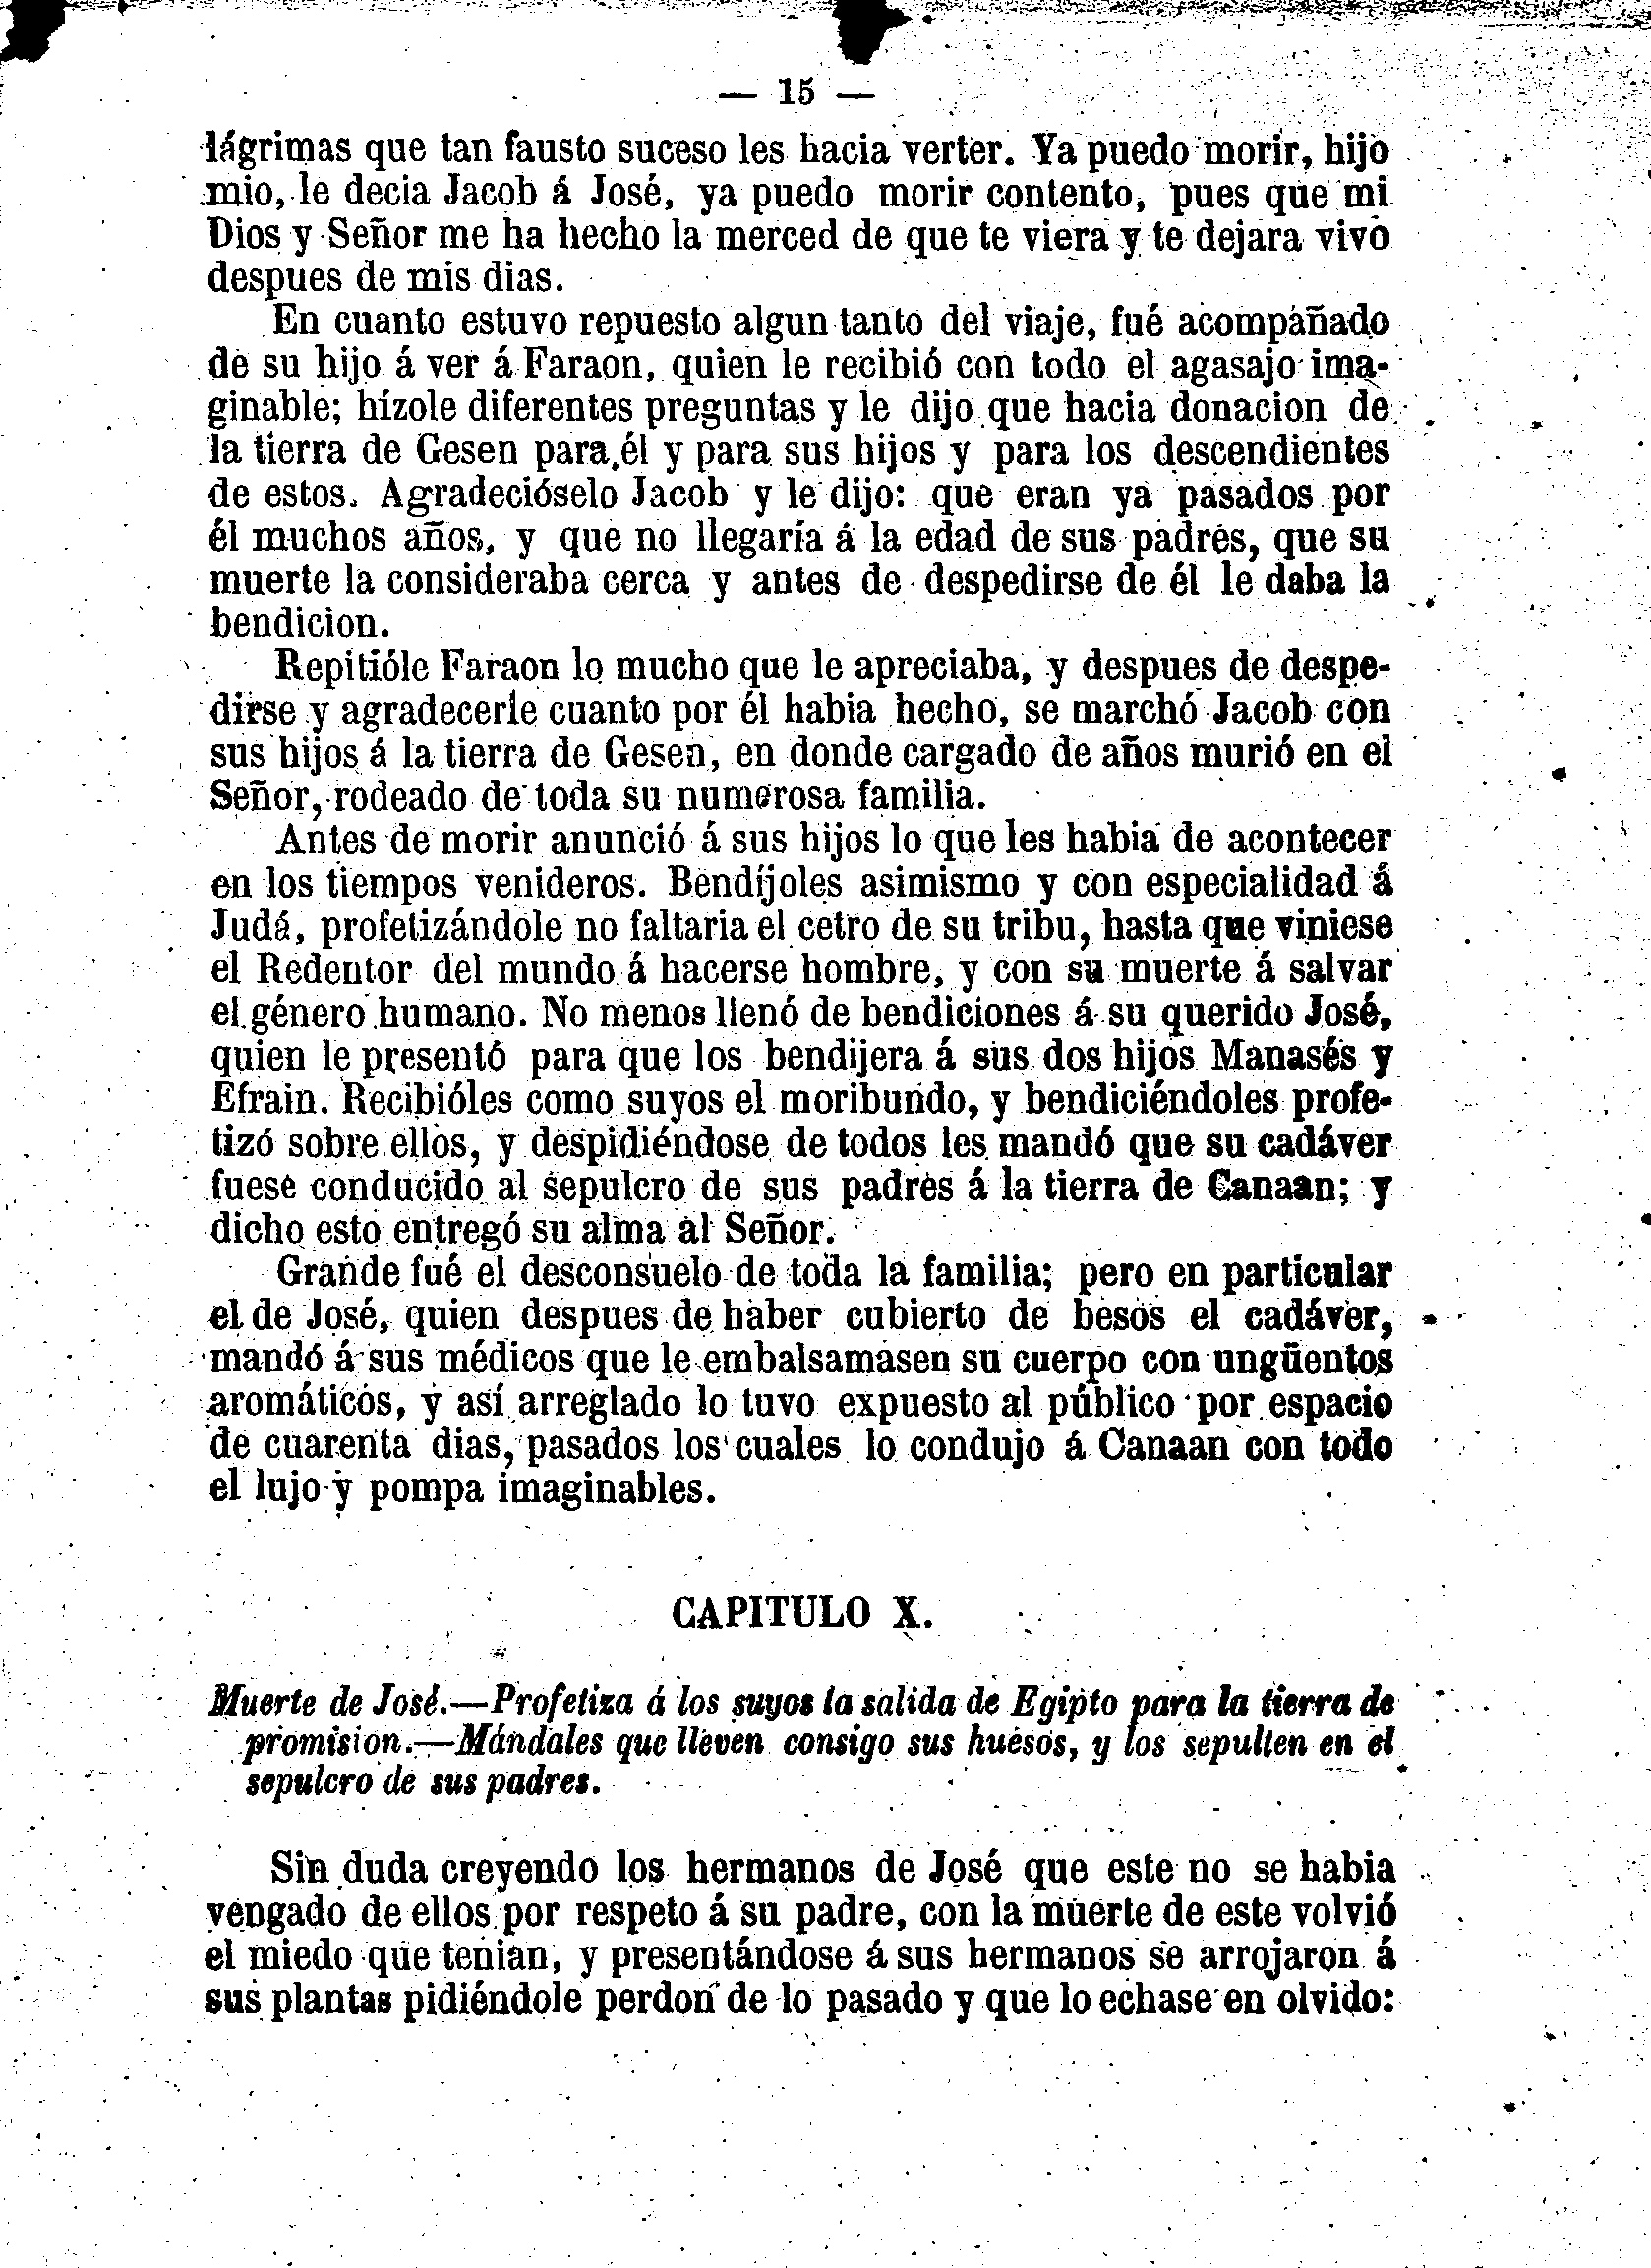 — 15 —
lágrimas que tan fausto suceso les hacia verter. Ya puedo morir, hijo
mio, le decia Jacob á José, ya puedo morir contento, pues que mi
Dios y Señor me ha hecho la merced de que te viera y te dejara vivo
despues de mis dias.
En cuanto estuvo repuesto algun tanto del viaje, fué acompañado
de su hijo á ver á Faraon, quien le recibió con todo el agasajo ima-
ginable; hízole diferentes preguntas y le dijo que hacia donacion de
la tierra de Gesen para él y para sus hijos y para los descendientes
de estos. Agradecióselo Jacob y le dijo: que eran ya pasados por
él muchos años, y que no llegaría á la edad de sus padres, que su
muerte la consideraba cerca y antes de despedirse de él le daba la
bendicion.
Repitióle Faraon lo mucho que le apreciaba, y despues de despe-
dirse y agradecerle cuanto por él habia hecho, se marchó Jacob con
sus hijos á la tierra de Gesen, en donde cargado de años murió en el
Señor, rodeado de toda su numerosa familia.
Antes de morir anunció á sus hijos lo que les habia de acontecer
en los tiempos venideros. Bendíjoles asimismo y con especialidad á
Judá, profetizándole no faltaria el cetro de su tribu, hasta que viniese
el Redentor del mundo á hacerse hombre, y con su muerte á salvar
el género humano. No menos llenó de bendiciones á su querido José,
quien le presentó para que los bendijera á sus dos hijos Manasés y
Efrain. Recibióles como suyos el moribundo, y bendiciéndoles profe-
tizó sobre ellos, y despidiéndose de todos les mandó que su cadáver
fuese conducido al sepulcro de sus padres á la tierra de Canaan; y
dicho esto entregó su alma al Señor.
Grande fué el desconsuelo de toda la familia; pero en particular
el de José, quien despues de haber cubierto de besos el cadáver,
mandó á sus médicos que le embalsamasen su cuerpo con ungüentos
aromáticos, y así arreglado lo tuvo expuesto al público por espacio
de cuarenta dias, pasados los cuales lo condujo á Canaan con todo
el lujo y pompa imaginables.
CAPITULO X.
Muerte de José.—Profetiza á los suyos la salida de Egipto para la tierra de
promision.—Mándales que lleven consigo sus huesos, y los sepulten en el
sepulcro de sus padres.
Sin duda creyendo los hermanos de José que este no se habia
vengado de ellos por respeto á su padre, con la muerte de este volvió
el miedo que tenian, y presentándose á sus hermanos se arrojaron á
sus plantas pidiéndole perdon de lo pasado y que lo echase en olvido: